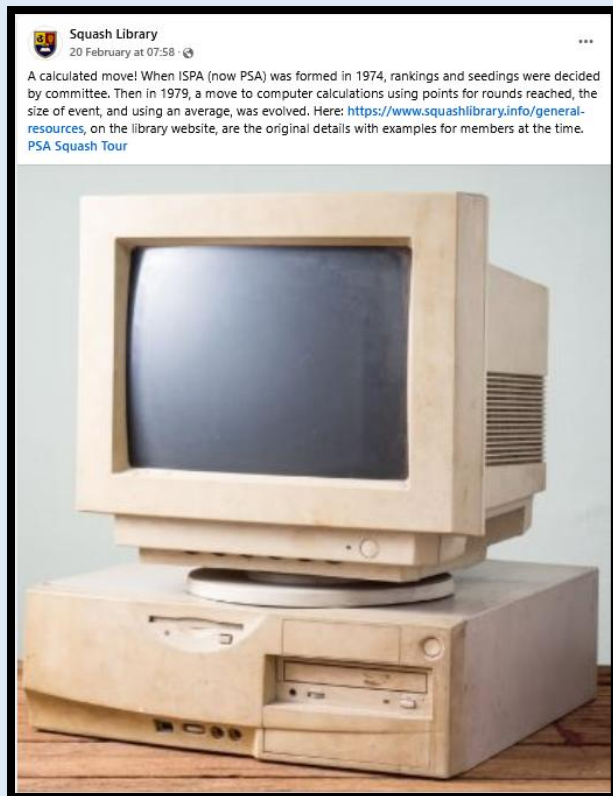 Squash Library
20 February at 07:58 ·
A calculated move! When ISPA (now PSA) was formed in 1974, rankings and seedings were decided
by committee. Then in 1979, a move to computer calculations using points for rounds reached, the
size of event, and using an average, was evolved. Here: https://www.squashlibrary.info/general-
resources, on the library website, are the original details with examples for members at the time.
PSA Squash Tour